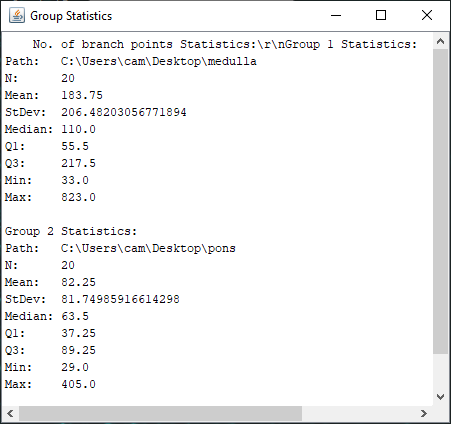 Group Statistics
No. of branch points Statistics:\r\nGroup 1 Statistics:
Path: C:\Users\cam\Desktop\medulla
N: 20
Mean: 183.75
StDev: 206.48203056771894
Median: 110.0
Q1: 55.5
Q3: 217.5
Min: 33.0
Max: 823.0
Group 2 Statistics:
Path: C:\Users\cam\Desktop\pons
N: 20
Mean: 82.25
StDev: 81.74985916614298
Median: 63.5
Q1: 37.25
Q3: 89.25
Min: 29.0
Max: 405.0